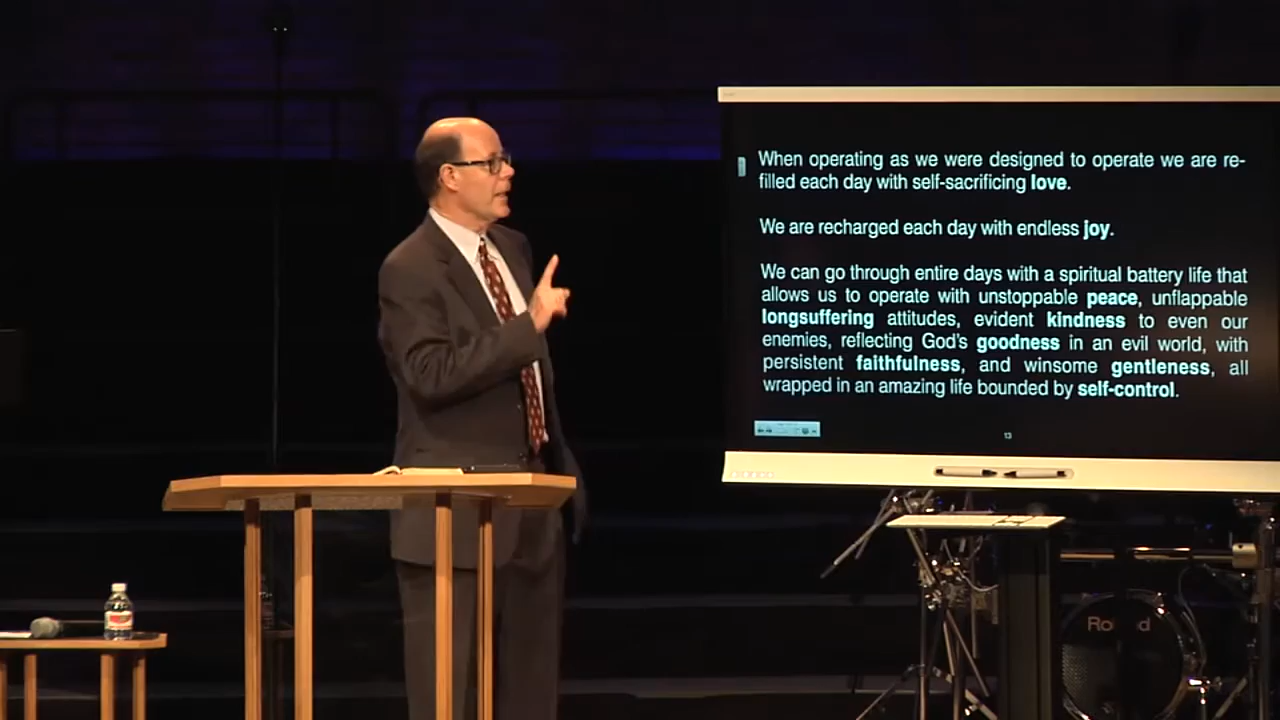 When operating as we were designed to operate we are re-
filled each day with self-sacrificing love.
We are recharged each day with endless joy.
We can go through entire days with a spiritual battery life that
allows us to operate with unstoppable peace, unflappable
longsuffering attitudes, evident kindness to even our
enemies, reflecting God's goodness in an evil world, with
persistent faithfulness, and winsome gentleness, all
wrapped in an amazing life bounded by self-control.